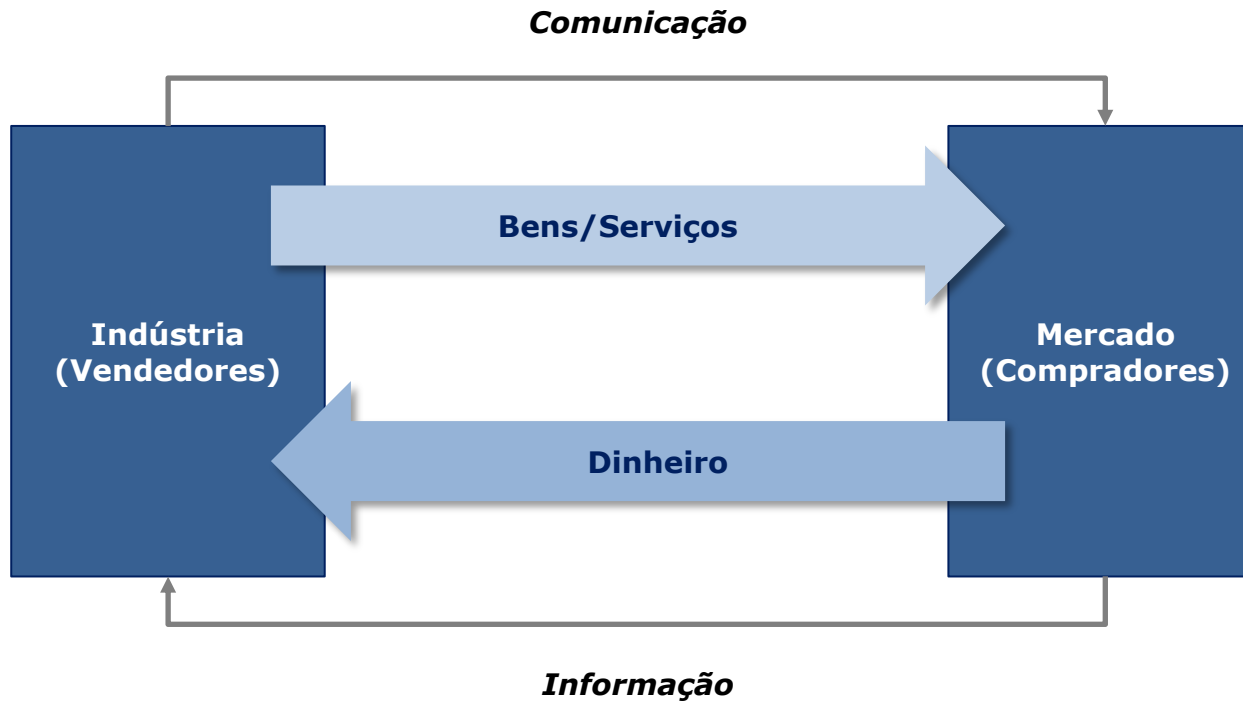 Comunicação
Bens/Serviços
Indústria
(Vendedores)
Mercado
(Compradores)
Dinheiro
Informação